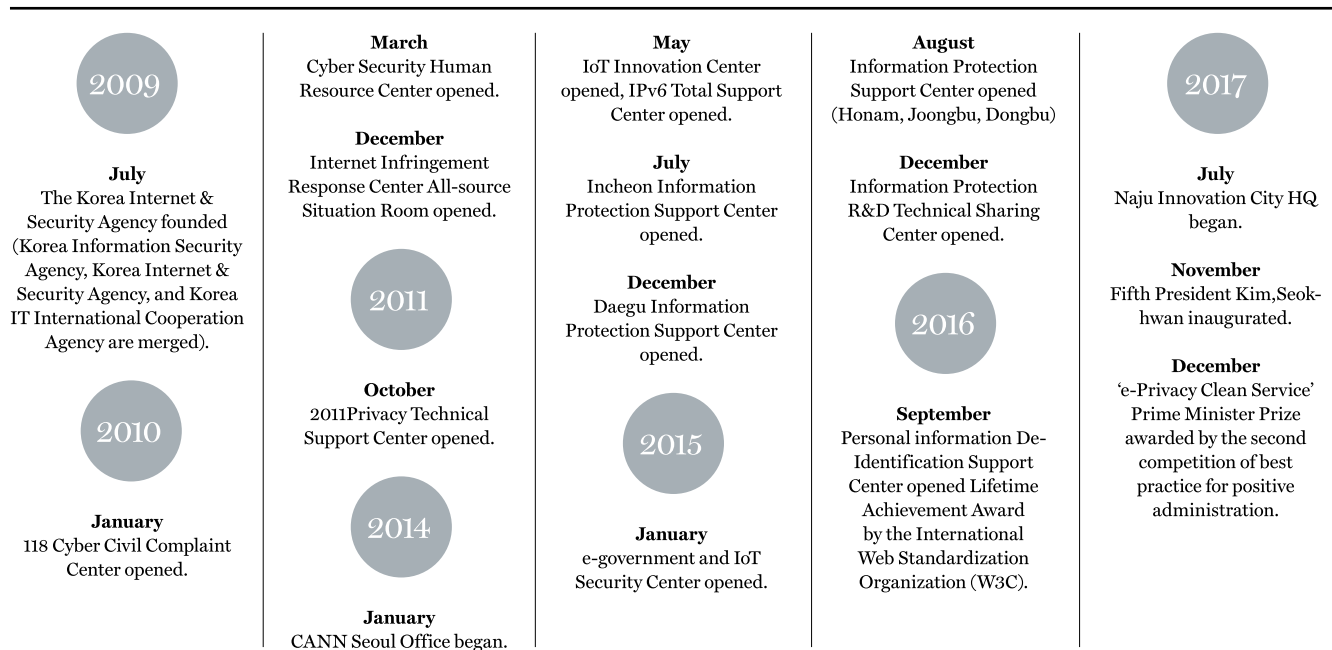 2009
July
The Korea Internet &
Security Agency founded
(Korea Information Security
Agency, Korea Internet &
Security Agency, and Korea
IT International Cooperation
Agency are merged).
2010
January
118 Cyber Civil Complaint
Center opened.
March
Cyber Security Human
Resource Center opened.
December
Internet Infringement
Response Center All-source
Situation Room opened.
2011
October
2011Privacy Technical
Support Center opened.
2014
January
CANN Seoul Office began.
May
IoT Innovation Center
opened, IPv6 Total Support
Center opened.
July
Incheon Information
Protection Support Center
opened.
December
Daegu Information
Protection Support Center
opened.
2015
January
e-government and IoT
Security Center opened.
August
Information Protection
Support Center opened
(Honam, Joongbu, Dongbu)
December
Information Protection
R&D Technical Sharing
Center opened.
2016
September
Personal information De-
Identification Support
Center opened Lifetime
Achievement Award
by the International
Web Standardization
Organization (W3C).
2017
July
Naju Innovation City HQ
began.
November
Fifth President Kim,Seok-
hwan inaugurated.
December
‘e-Privacy Clean Service’
Prime Minister Prize
awarded by the second
competition of best
practice for positive
administration.